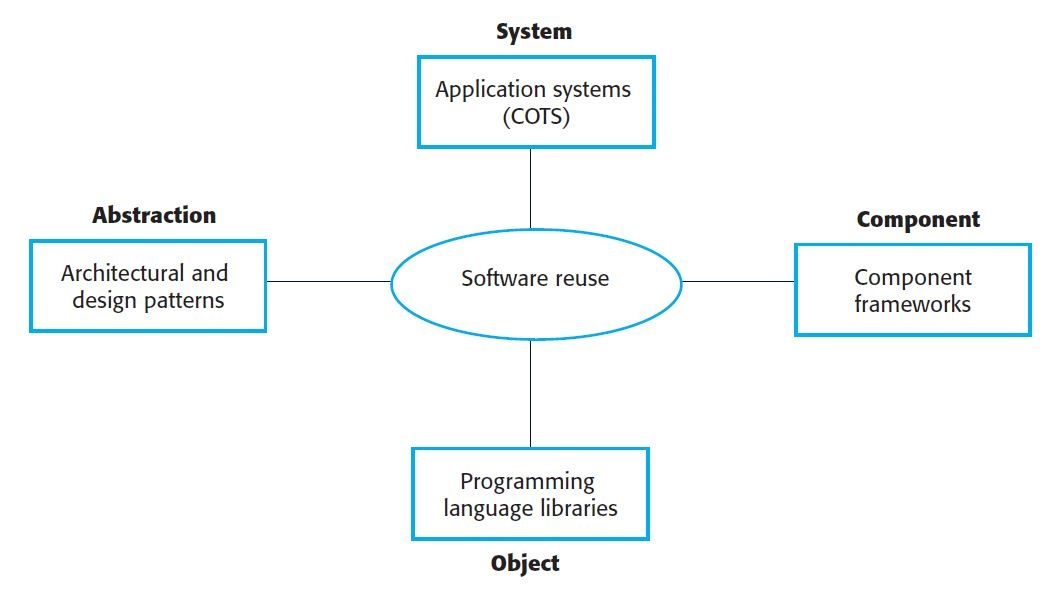 System
Application systems
(COTS)
Abstraction
Architectural and
design patterns
Software reuse
Component
Component
frameworks
Programming
language libraries
Object